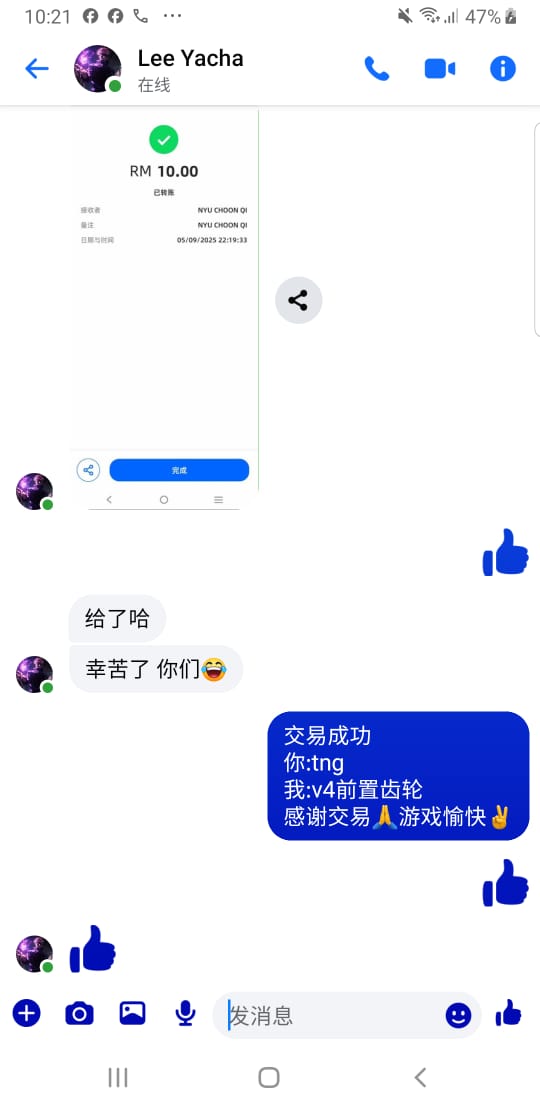 10:21
47%
Lee Yacha
在线
RM 10.00
已转账
接收者 NYU CHOON QI
备注 NYU CHOON QI
日期与时间 05/09/2025 22:19:33
完成
给了哈
幸苦了 你们😂
交易成功
你:tng
我:v4前置齿轮
感谢交易🙏游戏愉快✌️
发消息